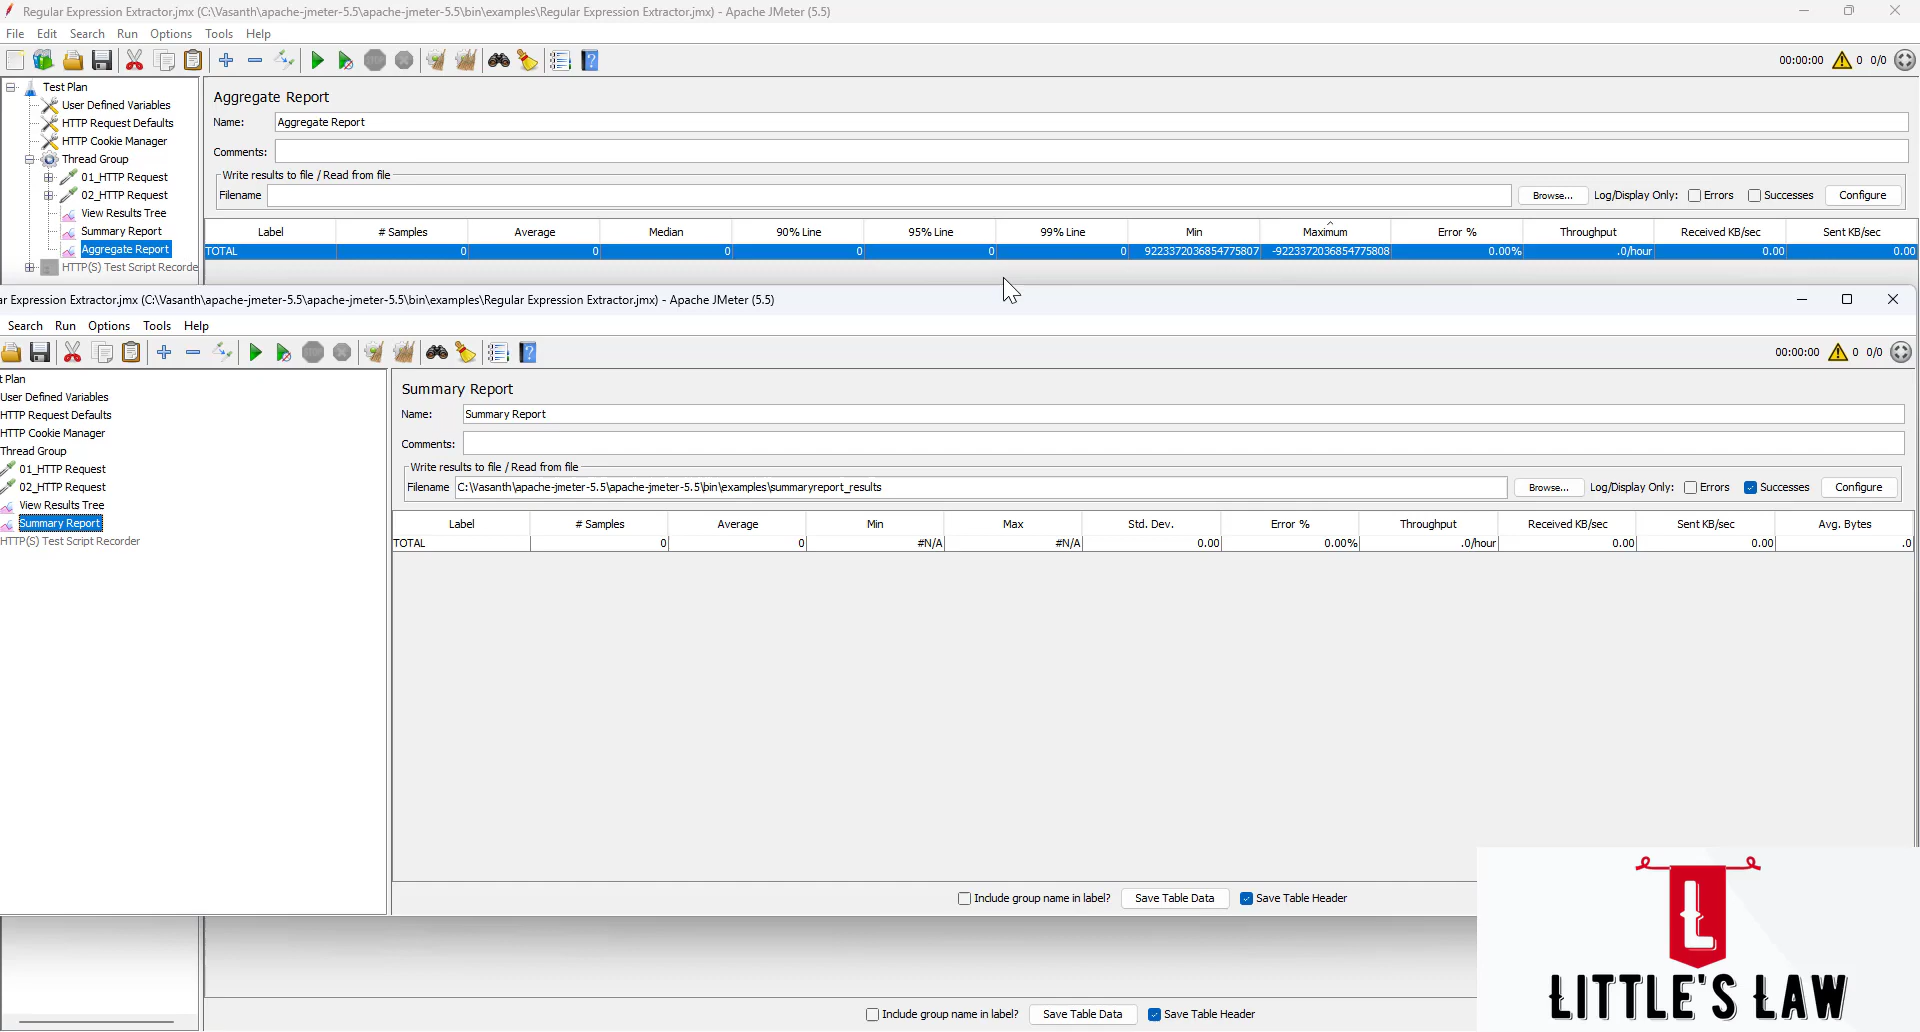 Regular Expression Extractor.jmx (C:\Vasanth\apache-jmeter-5.5\apache-jmeter-5.5\bin\examples\Regular Expression Extractor.jmx) - Apache JMeter (5.5)
File Edit Search Run Options Tools Help
00:00:00 0 0/0
Test Plan
User Defined Variables
HTTP Request Defaults
HTTP Cookie Manager
Thread Group
01_HTTP Request
02_HTTP Request
View Results Tree
Summary Report
Aggregate Report
HTTP(S) Test Script Recorde
Aggregate Report
Name: Aggregate Report
Comments:
Write results to file / Read from file
Filename Browse... Log/Display Only: Errors Successes Configure
Label # Samples Average Median 90% Line 95% Line 99% Line Min Maximum Error % Throughput Received KB/sec Sent KB/sec
TOTAL 0 0 0 0 0 0 9223372036854775807 -9223372036854775808 0.00% .0/hour 0.00 0.00
ar Expression Extractor.jmx (C:\Vasanth\apache-jmeter-5.5\apache-jmeter-5.5\bin\examples\Regular Expression Extractor.jmx) - Apache JMeter (5.5)
Search Run Options Tools Help
00:00:00 0 0/0
t Plan
User Defined Variables
HTTP Request Defaults
HTTP Cookie Manager
Thread Group
01_HTTP Request
02_HTTP Request
View Results Tree
Summary Report
HTTP(S) Test Script Recorder
Summary Report
Name: Summary Report
Comments:
Write results to file / Read from file
Filename C:\Vasanth\apache-jmeter-5.5\apache-jmeter-5.5\bin\examples\summaryreport_results Browse... Log/Display Only: Errors Successes Configure
Label # Samples Average Min Max Std. Dev. Error % Throughput Received KB/sec Sent KB/sec Avg. Bytes
TOTAL 0 0 #N/A #N/A 0.00 0.00% .0/hour 0.00 0.00 .0
Include group name in label? Save Table Data Save Table Header
Include group name in label? Save Table Data Save Table Header
L
LITTLE'S LAW